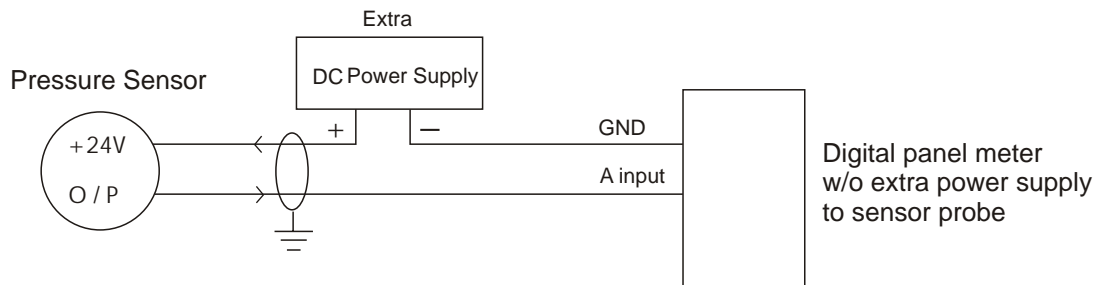 Extra
DC Power Supply
Pressure Sensor
+24V
O / P
+
−
GND
A input
Digital panel meter
w/o extra power supply
to sensor probe